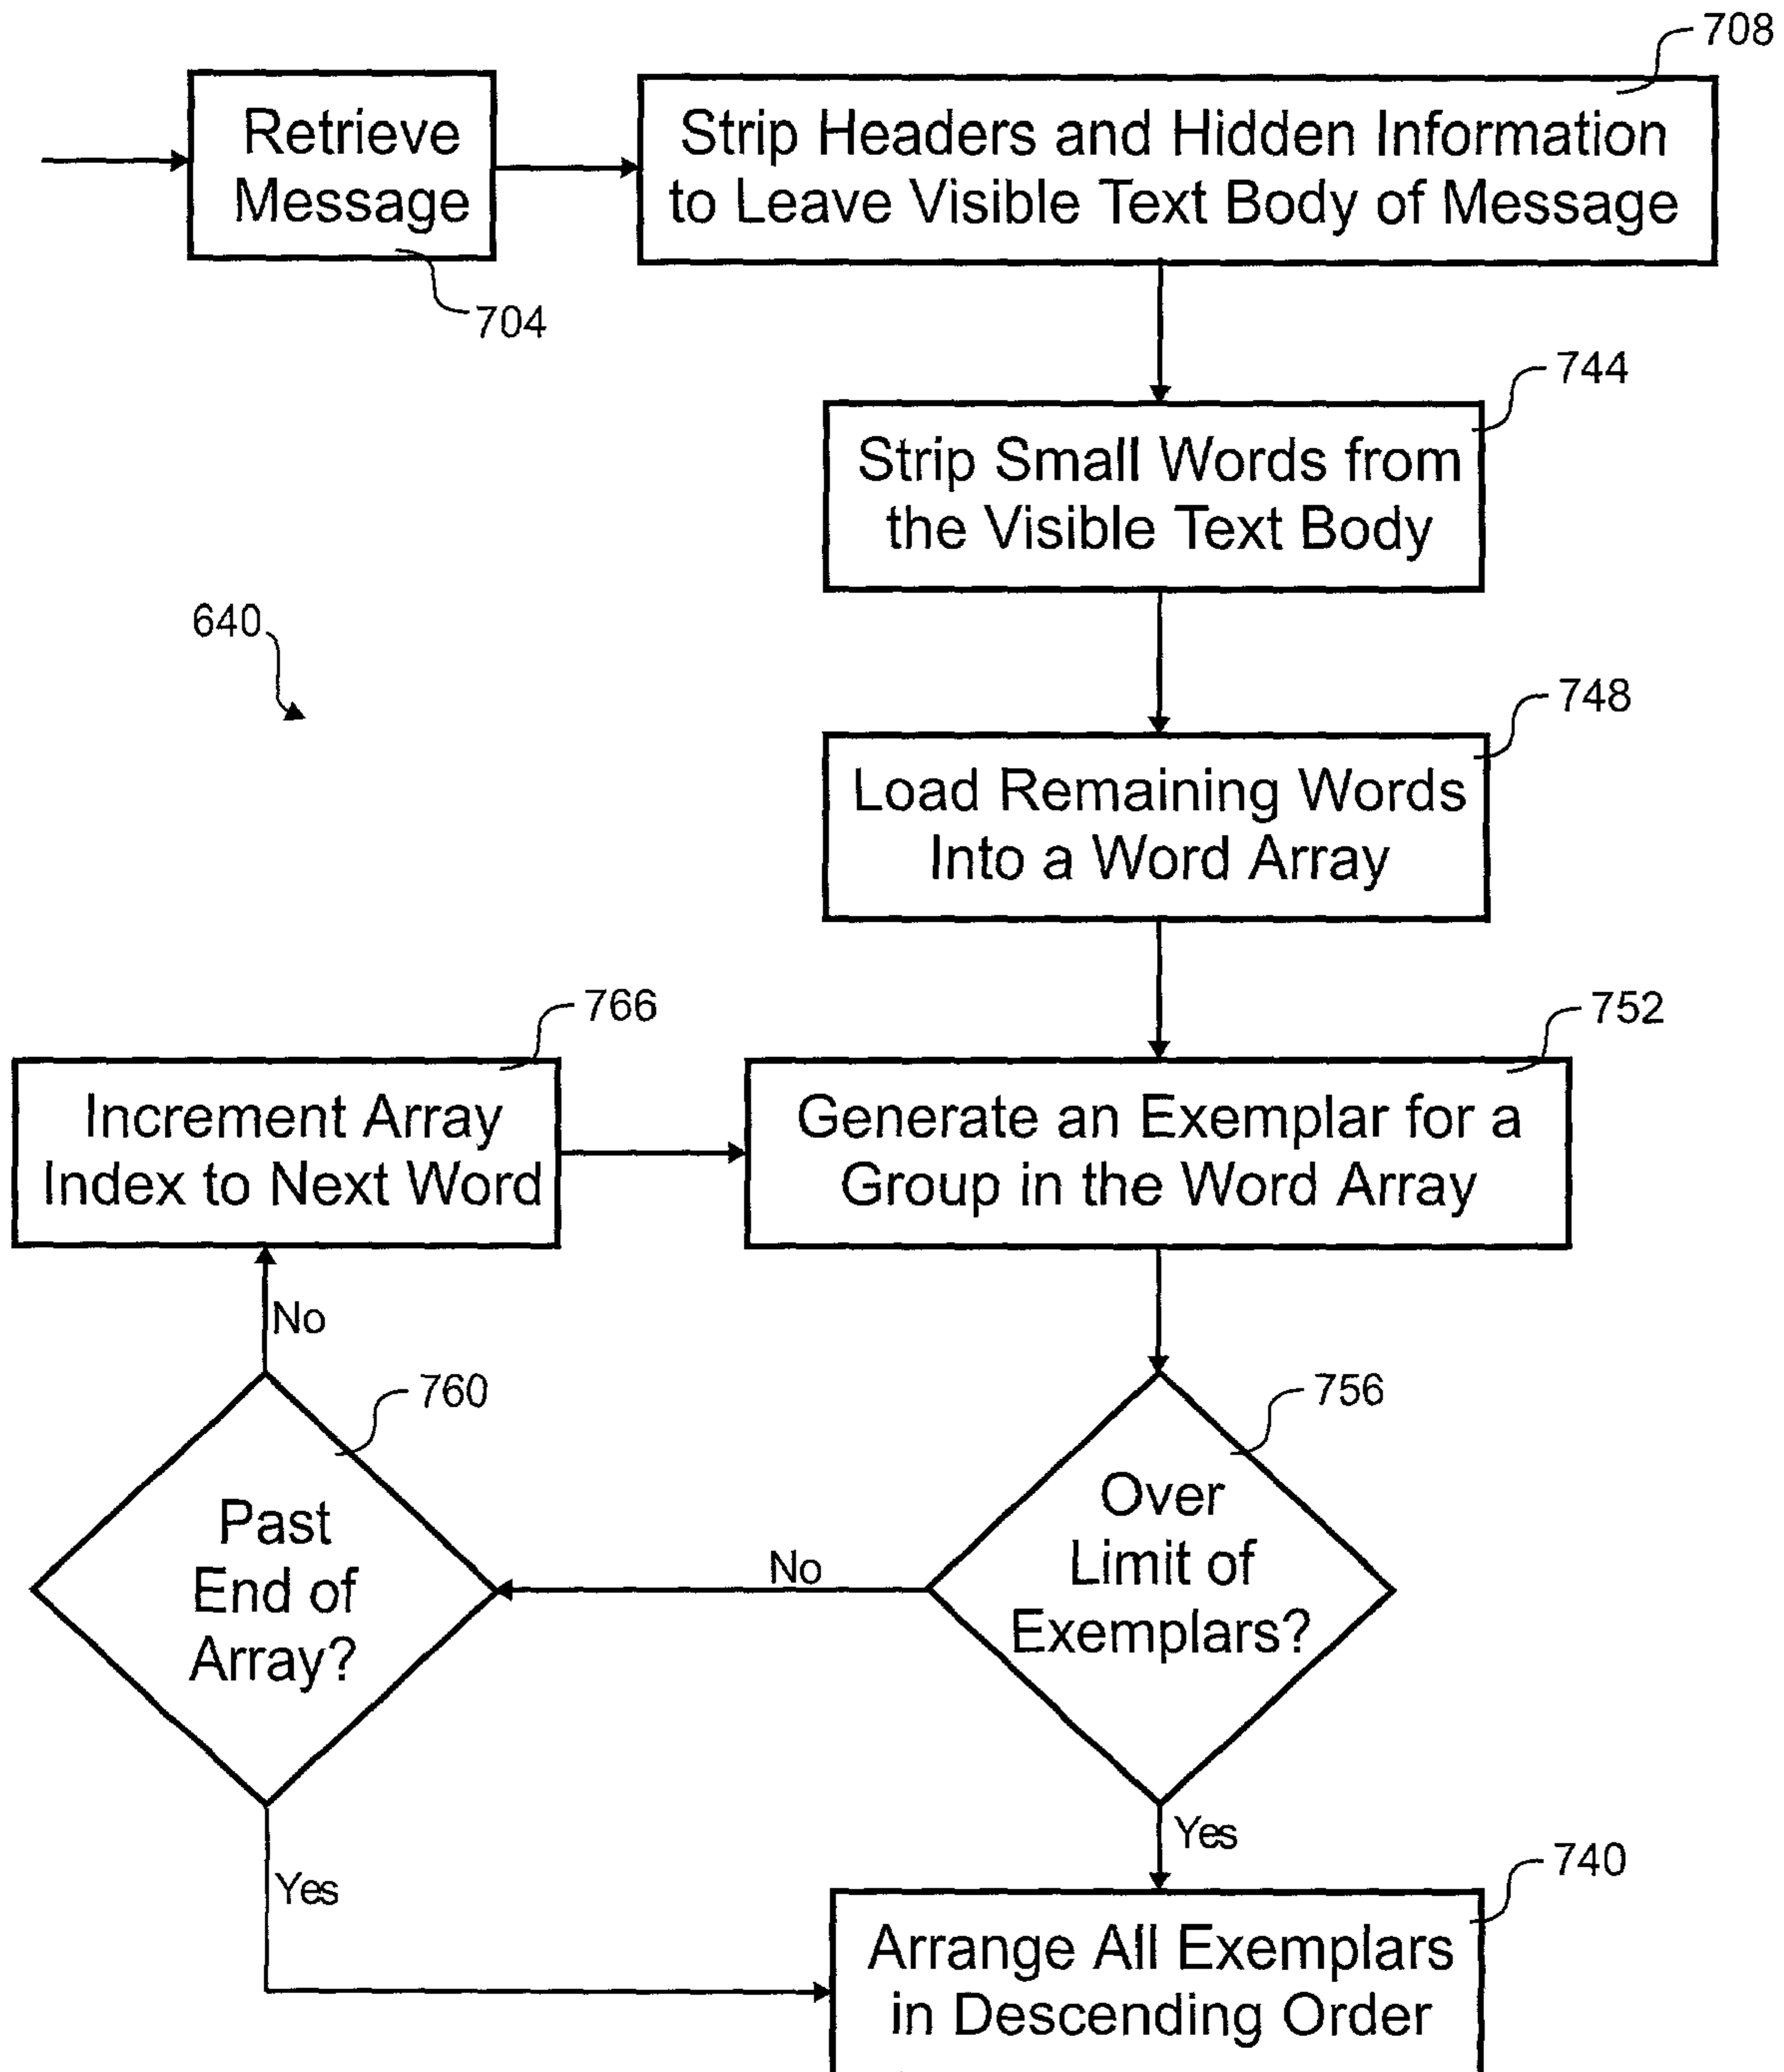 708
Retrieve
Message
704
Strip Headers and Hidden Information
to Leave Visible Text Body of Message
744
Strip Small Words from
the Visible Text Body
640
748
Load Remaining Words
Into a Word Array
766
Increment Array
Index to Next Word
752
Generate an Exemplar for a
Group in the Word Array
No
760
Past
End of
Array?
No
756
Over
Limit of
Exemplars?
Yes
Yes
740
Arrange All Exemplars
in Descending Order